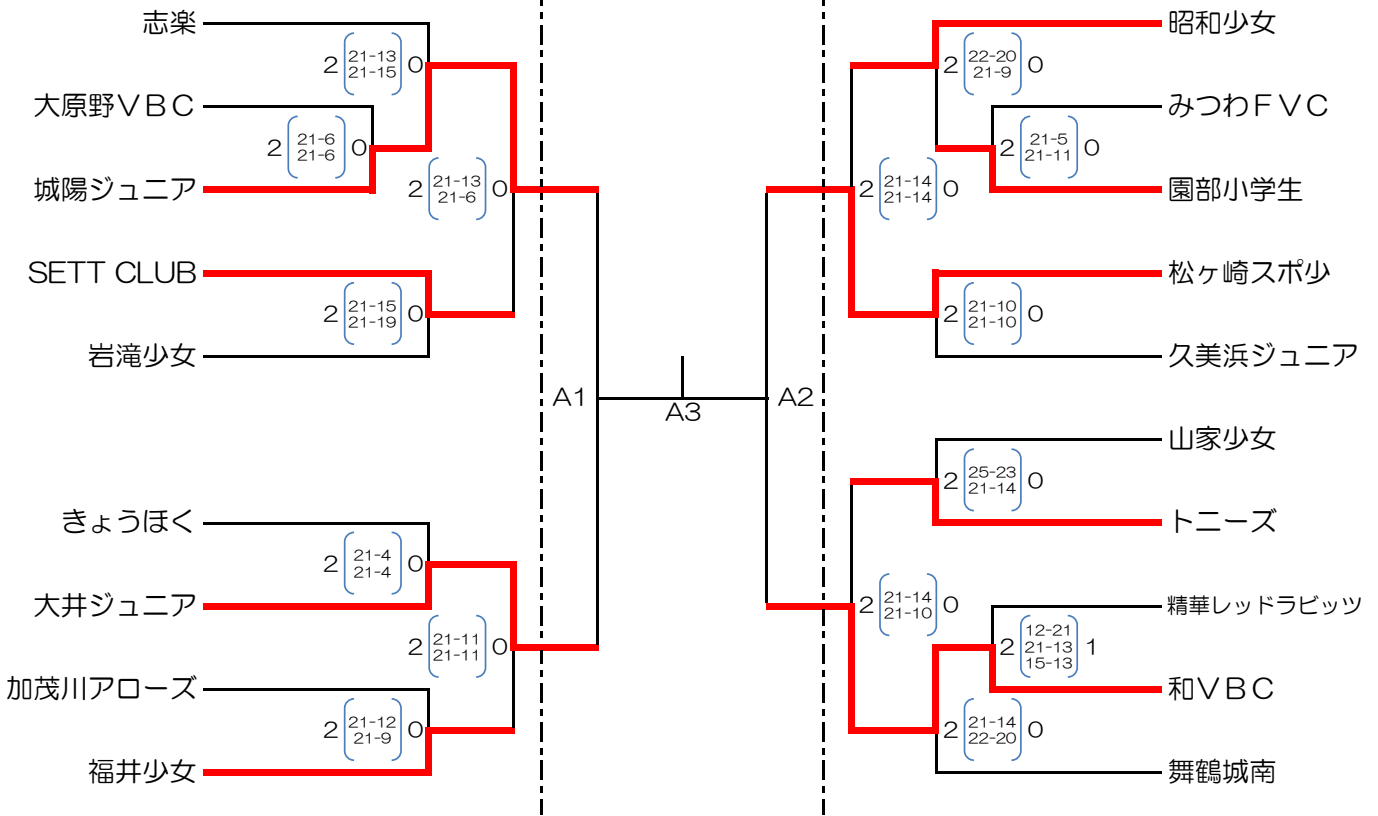 志楽
2 21-13 0
21-15
大原野ＶＢＣ
2 21-6 0
21-6
城陽ジュニア
2 21-13 0
21-6
SETT CLUB
2 21-15 0
21-19
岩滝少女
きょうほく
2 21-4 0
21-4
大井ジュニア
2 21-11 0
21-11
加茂川アローズ
2 21-12 0
21-9
福井少女
A1
A3
A2
昭和少女
2 22-20 0
21-9
みつわＦＶＣ
2 21-5 0
21-11
園部小学生
2 21-14 0
21-14
松ヶ崎スポ少
2 21-10 0
21-10
久美浜ジュニア
山家少女
2 25-23 0
21-14
トニーズ
2 21-14 0
21-10
精華レッドラビッツ
12-21
2 21-13 1
15-13
和ＶＢＣ
2 21-14 0
22-20
舞鶴城南